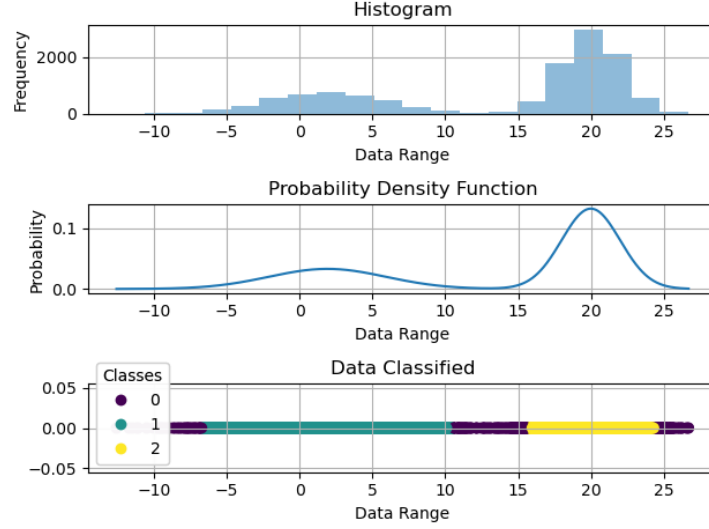 Histogram
Frequency
2000
0
−10 −5 0 5 10 15 20 25
Data Range
Probability Density Function
Probability
0.1
0.0
−10 −5 0 5 10 15 20 25
Data Range
Data Classified
Classes
0
1
2
0.05
0.00
−0.05
−10 −5 0 5 10 15 20 25
Data Range